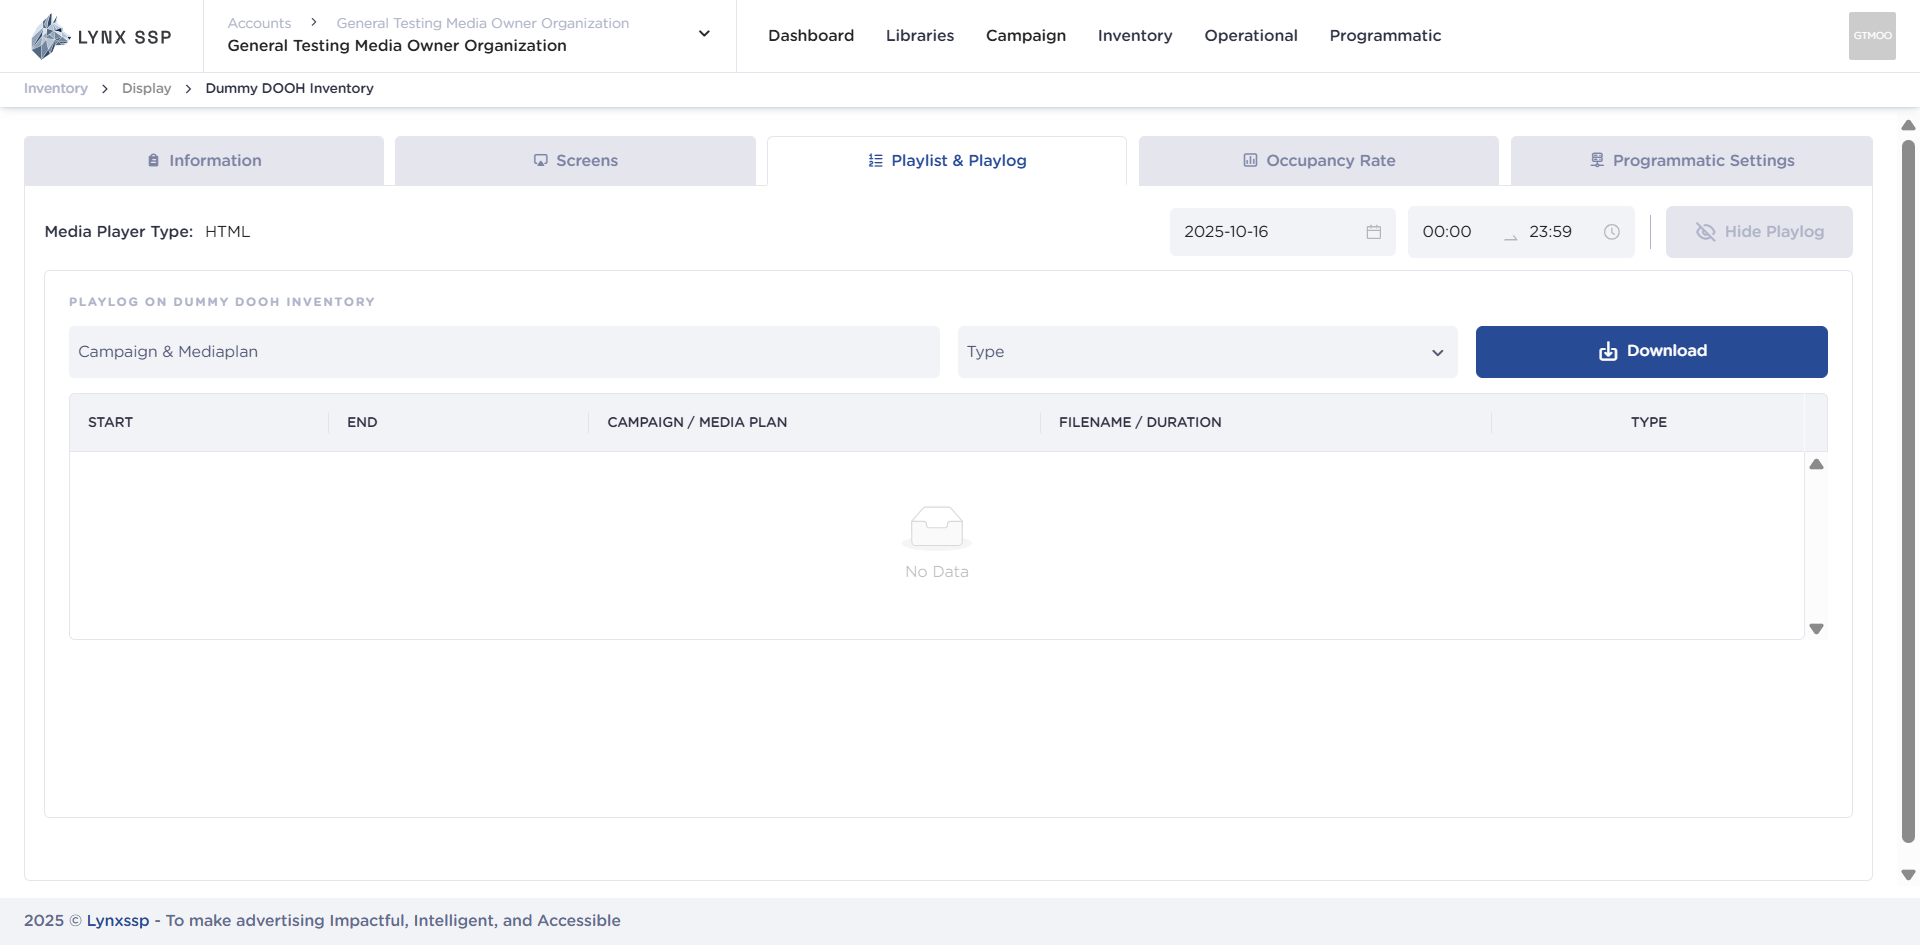 LYNX SSP
Accounts > General Testing Media Owner Organization
General Testing Media Owner Organization
Dashboard Libraries Campaign Inventory Operational Programmatic
GTMOO
Inventory > Display > Dummy DOOH Inventory
Information
Screens
Playlist & Playlog
Occupancy Rate
Programmatic Settings
Media Player Type: HTML
2025-10-16
00:00 → 23:59
Hide Playlog
PLAYLOG ON DUMMY DOOH INVENTORY
Campaign & Mediaplan
Type
Download
START END CAMPAIGN / MEDIA PLAN FILENAME / DURATION TYPE
No Data
2025 © Lynxssp - To make advertising Impactful, Intelligent, and Accessible